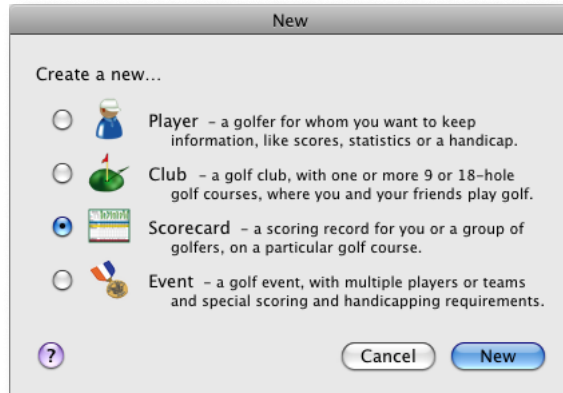 New
Create a new...
Player – a golfer for whom you want to keep
information, like scores, statistics or a handicap.
Club – a golf club, with one or more 9 or 18-hole
golf courses, where you and your friends play golf.
Scorecard – a scoring record for you or a group of
golfers, on a particular golf course.
Event – a golf event, with multiple players or teams
and special scoring and handicapping requirements.
? Cancel New